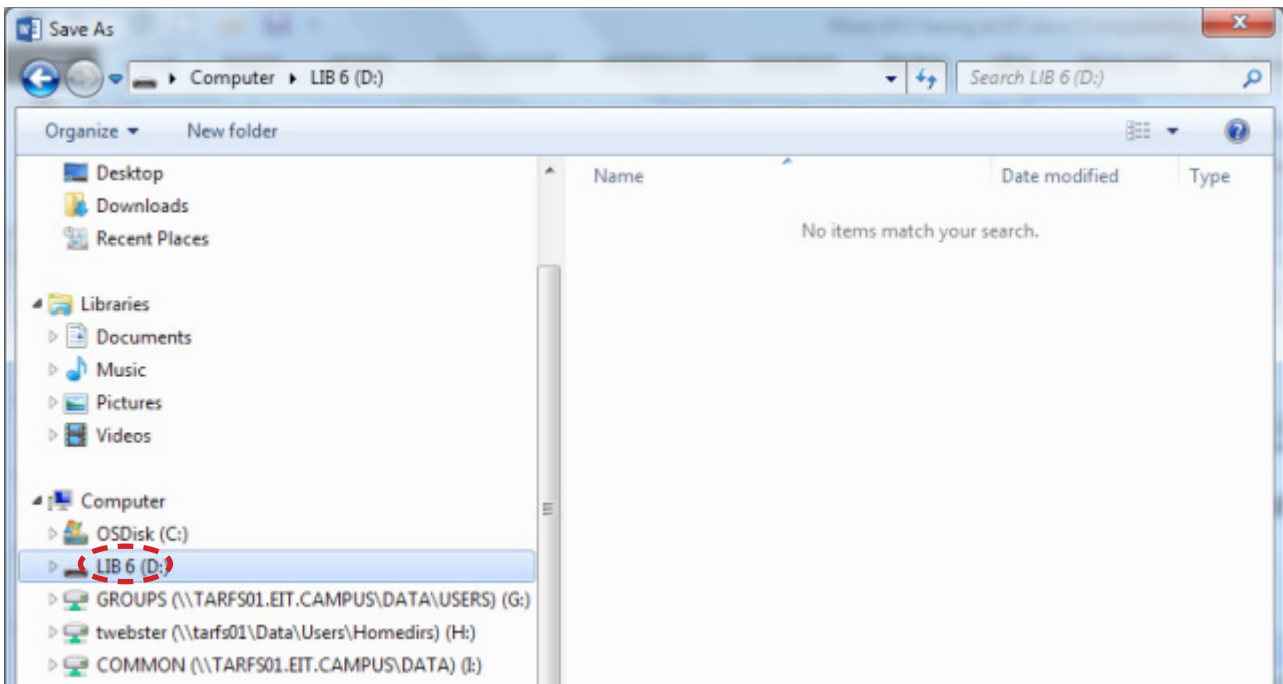 Save As
Computer LIB 6 (D:)
Search LIB 6 (D:)
Organize New folder
Desktop
Downloads
Recent Places
Libraries
Documents
Music
Pictures
Videos
Computer
OSDisk (C:)
LIB 6 (D:)
GROUPS (\\TARFS01.EIT.CAMPUS\DATA\USERS) (G:)
twebster (\\tarfs01\Data\Users\Homedirs) (H:)
COMMON (\\TARFS01.EIT.CAMPUS\DATA) (I:)
Name Date modified Type
No items match your search.